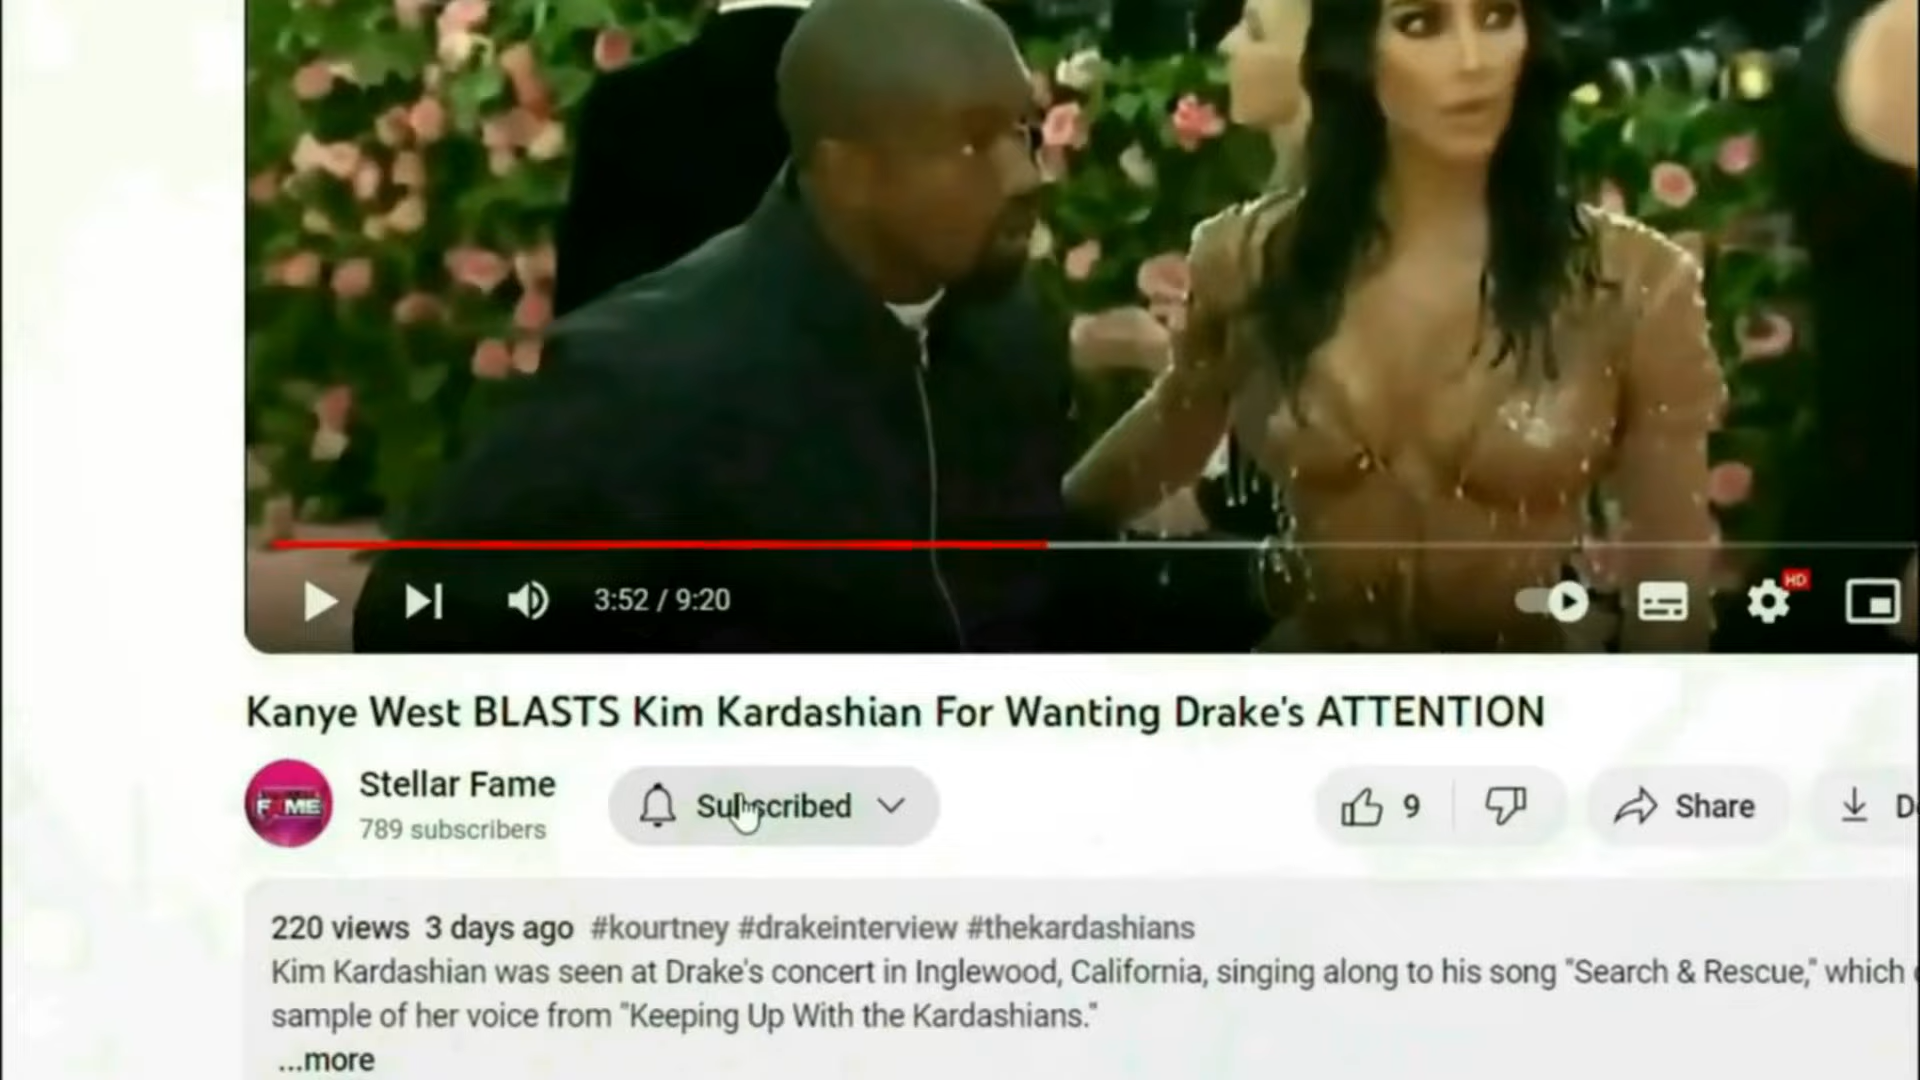 HD
3:52 / 9:20
Kanye West BLASTS Kim Kardashian For Wanting Drake's ATTENTION
Stellar Fame
789 subscribers
FAME
Subscribed
9
Share
220 views 3 days ago #kourtney #drakeinterview #thekardashians
Kim Kardashian was seen at Drake's concert in Inglewood, California, singing along to his song "Search & Rescue," which
sample of her voice from "Keeping Up With the Kardashians."
...more